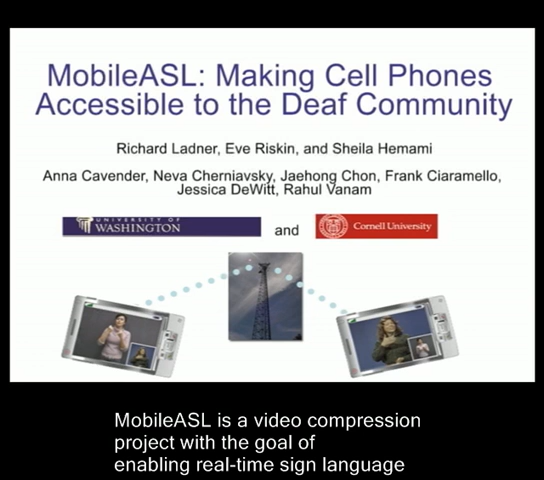 MobileASL: Making Cell Phones
Accessible to the Deaf Community
Richard Ladner, Eve Riskin, and Sheila Hemami
Anna Cavender, Neva Cherniavsky, Jaehong Chon, Frank Ciaramello,
Jessica DeWitt, Rahul Vanam
UNIVERSITY OF
WASHINGTON
and
Cornell University
MobileASL is a video compression
project with the goal of
enabling real-time sign language